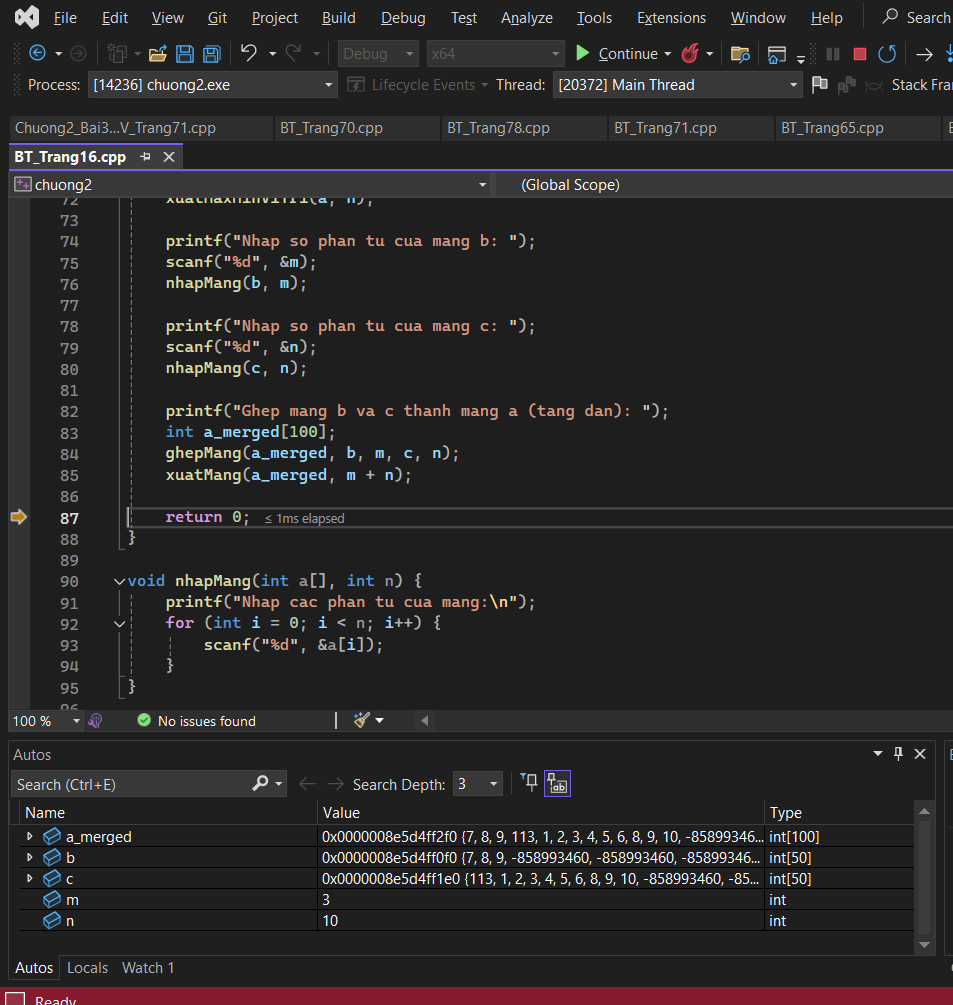 File Edit View Git Project Build Debug Test Analyze Tools Extensions Window Help Search
Debug x64 Continue
Process: [14236] chuong2.exe Lifecycle Events Thread: [20372] Main Thread Stack Fra
Chuong2_Bai3...V_Trang71.cpp BT_Trang70.cpp BT_Trang78.cpp BT_Trang71.cpp BT_Trang65.cpp
BT_Trang16.cpp
chuong2 (Global Scope)
72 xuatMaxMinViTri(a, n);
73
74 printf("Nhap so phan tu cua mang b: ");
75 scanf("%d", &m);
76 nhapMang(b, m);
77
78 printf("Nhap so phan tu cua mang c: ");
79 scanf("%d", &n);
80 nhapMang(c, n);
81
82 printf("Ghep mang b va c thanh mang a (tang dan): ");
83 int a_merged[100];
84 ghepMang(a_merged, b, m, c, n);
85 xuatMang(a_merged, m + n);
86
87 return 0; ≤ 1ms elapsed
88 }
89
90 void nhapMang(int a[], int n) {
91 printf("Nhap cac phan tu cua mang:\n");
92 for (int i = 0; i < n; i++) {
93 scanf("%d", &a[i]);
94 }
95 }
96
100 % No issues found
Autos
Search (Ctrl+E) Search Depth: 3
Name Value Type
a_merged 0x0000008e5d4ff2f0 {7, 8, 9, 113, 1, 2, 3, 4, 5, 6, 8, 9, 10, -85899346... int[100]
b 0x0000008e5d4ff0f0 {7, 8, 9, -858993460, -858993460, -85899346... int[50]
c 0x0000008e5d4ff1e0 {113, 1, 2, 3, 4, 5, 6, 8, 9, 10, -858993460, -85... int[50]
m 3 int
n 10 int
Autos Locals Watch 1
Ready